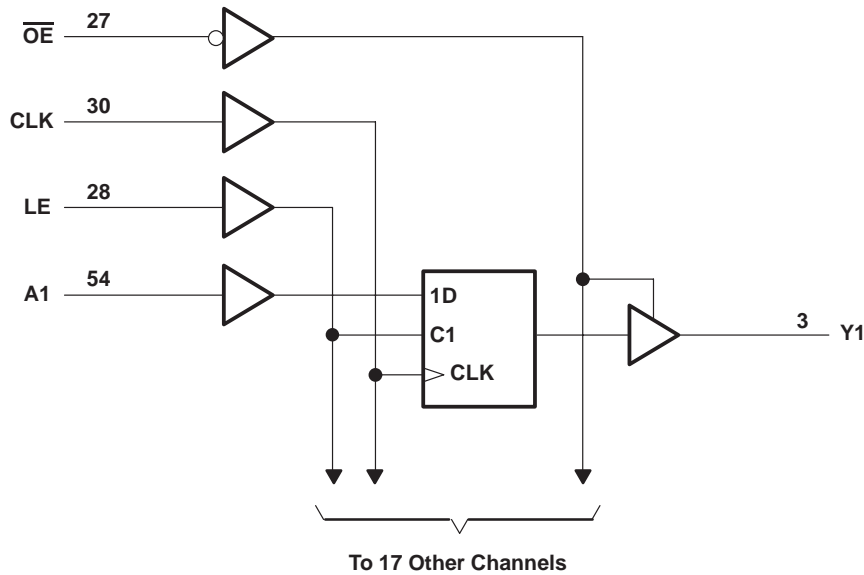 OE 27
CLK 30
LE 28
A1 54
1D
C1
CLK
3 Y1
To 17 Other Channels